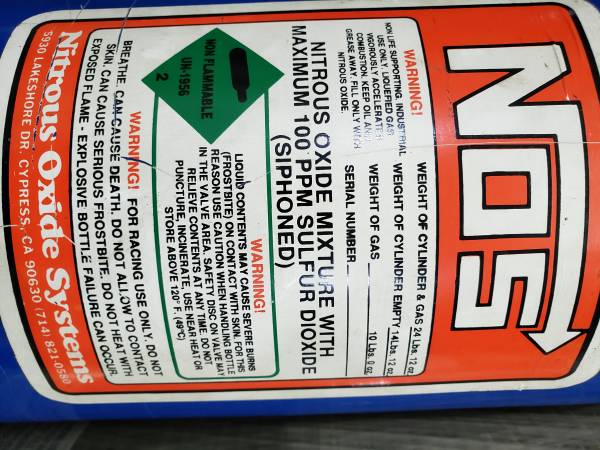 NOS
WARNING!
NON LIFE SUPPORTING. INDUSTRIAL
USE ONLY. LIQUEFIED GAS
VIGOROUSLY ACCELERATES
COMBUSTION. KEEP OIL AND
GREASE AWAY. FILL ONLY WITH
NITROUS OXIDE.
WEIGHT OF CYLINDER & GAS 24 Lbs. 12 oz.
WEIGHT OF CYLINDER EMPTY 14 Lbs. 12 oz.
WEIGHT OF GAS 10 Lbs. 0 oz.
SERIAL NUMBER
NITROUS OXIDE MIXTURE WITH
MAXIMUM 100 PPM SULFUR DIOXIDE
(SIPHONED)
NON FLAMMABLE
UN-1956
2
WARNING!
LIQUID CONTENTS MAY CAUSE SEVERE BURNS
(FROSTBITE) ON CONTACT WITH SKIN. FOR THIS
REASON USE CAUTION WHEN HANDLING BOTTLE
IN THE VALVE AREA. SAFETY DISC ON VALVE MAY
RELIEVE CONTENTS AT ANY TIME. DO NOT
PUNCTURE, INCINERATE, USE NEAR HEAT OR
STORE ABOVE 120° F. (49°C)
WARNING! FOR RACING USE ONLY. DO NOT
BREATHE CAN CAUSE DEATH. DO NOT ALLOW TO CONTACT
SKIN, CAN CAUSE SERIOUS FROSTBITE. DO NOT HEAT WITH
EXPOSED FLAME - EXPLOSIVE BOTTLE FAILURE CAN OCCUR.
Nitrous Oxide Systems
5930 LAKESHORE DR. CYPRESS, CA 90630 (714) 821-0580